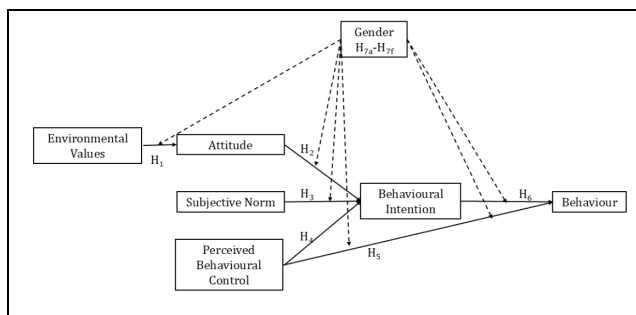 Gender
H7a-H7f
Environmental
Values
H1
Attitude
H2
Subjective Norm
H3
Behavioural
Intention
H6
Behaviour
H4
Perceived
Behavioural
Control
H5